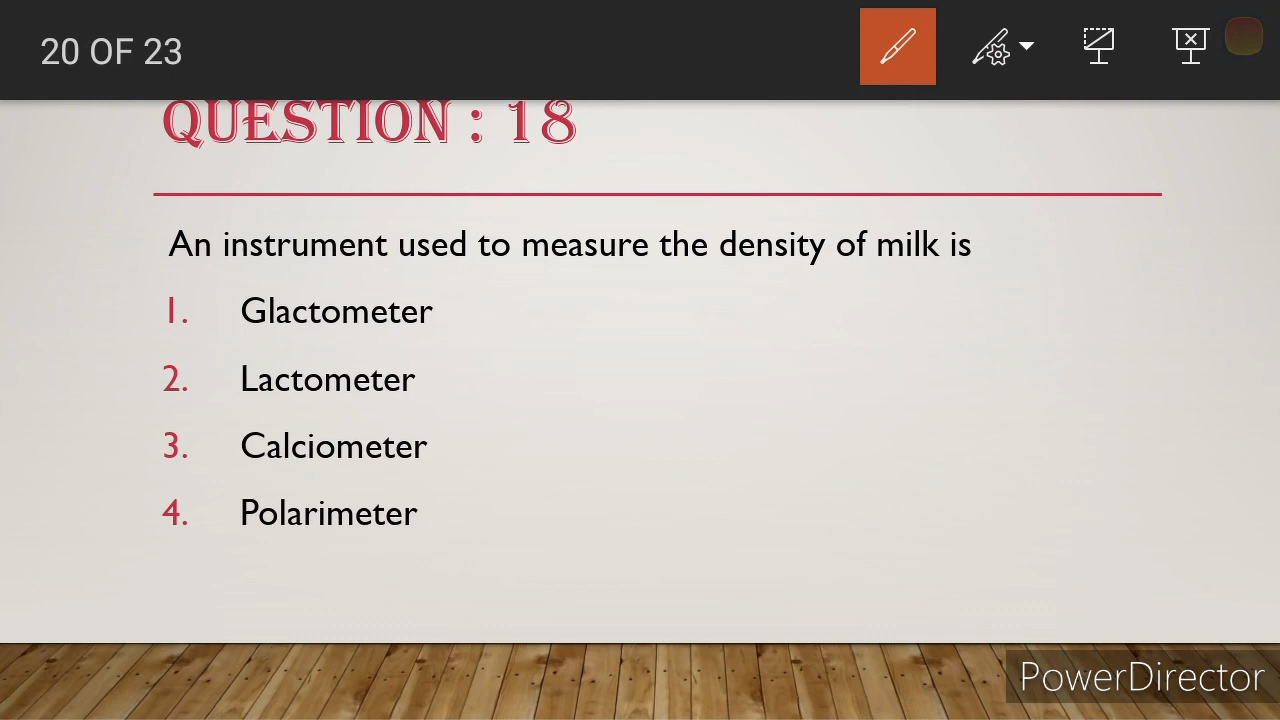 20 OF 23
QUESTION : 18
An instrument used to measure the density of milk is
1. Glactometer
2. Lactometer
3. Calciometer
4. Polarimeter
PowerDirector